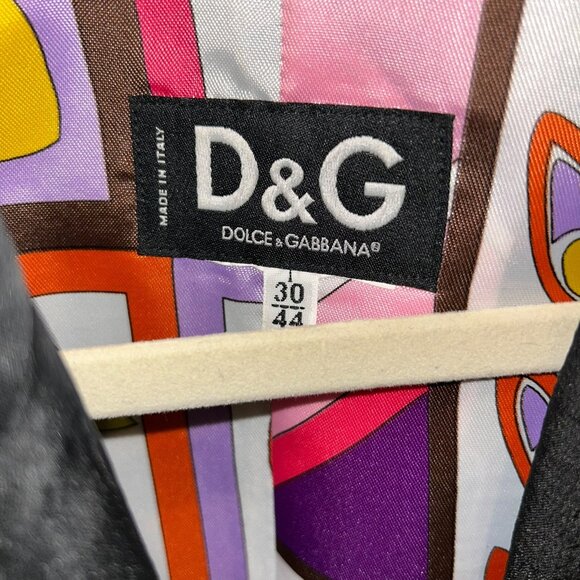 MADE IN ITALY
D&G
DOLCE & GABBANA®
30
44